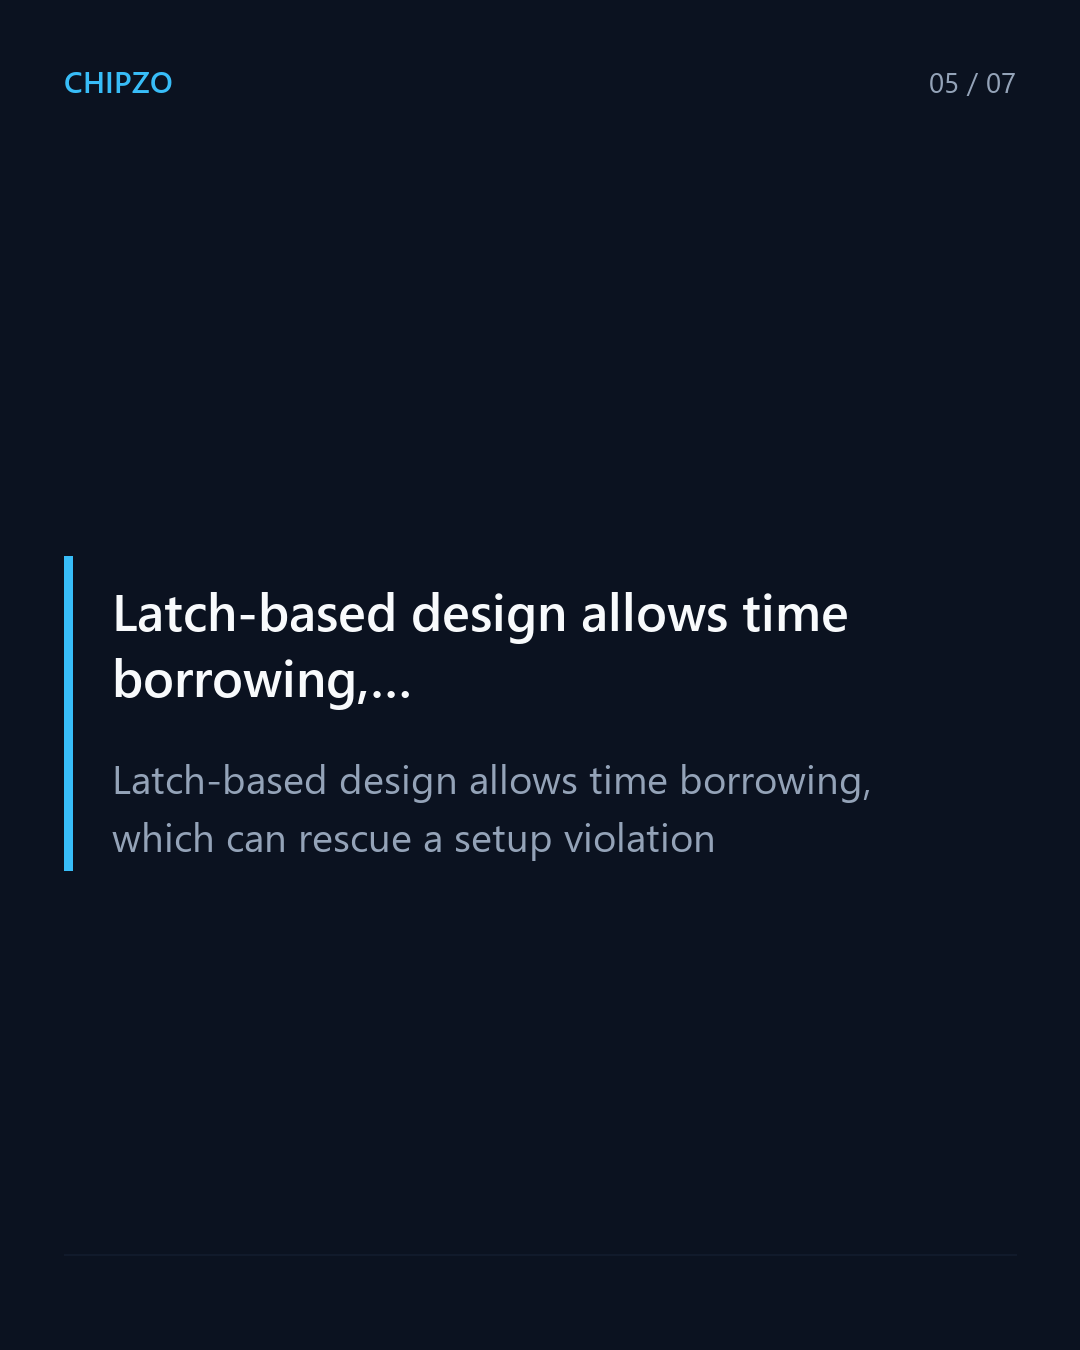 CHIPZO
05 / 07
Latch-based design allows time
borrowing,...
Latch-based design allows time borrowing,
which can rescue a setup violation